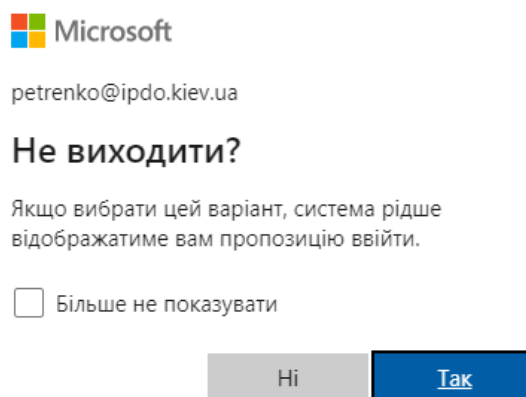 Microsoft
petrenko@ipdo.kiev.ua
Не виходити?
Якщо вибрати цей варіант, система рідше
відображатиме вам пропозицію ввійти.
Більше не показувати
Ні
Так